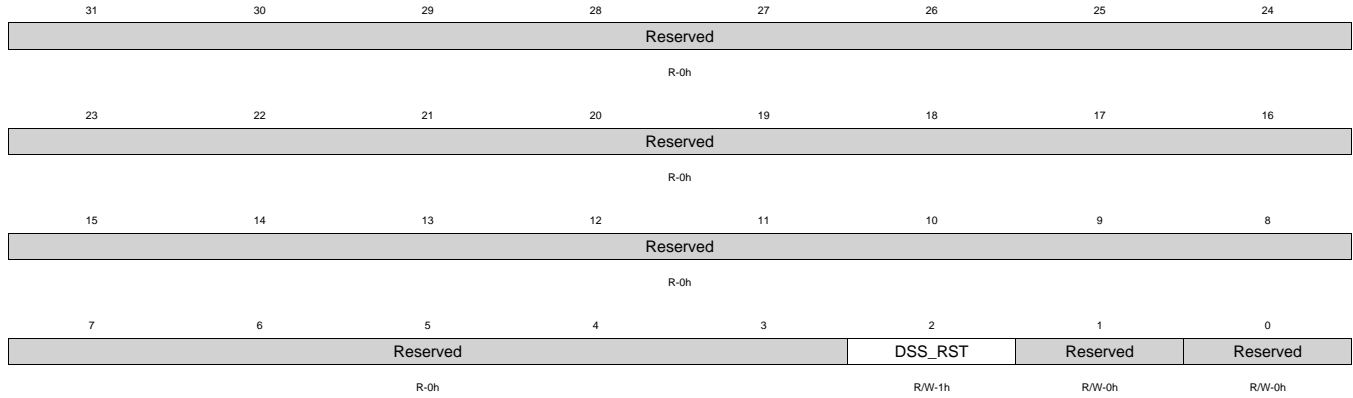 31 30 29 28 27 26 25 24
Reserved
R-0h
23 22 21 20 19 18 17 16
Reserved
R-0h
15 14 13 12 11 10 9 8
Reserved
R-0h
7 6 5 4 3 2 1 0
Reserved DSS_RST Reserved Reserved
R-0h R/W-1h R/W-0h R/W-0h